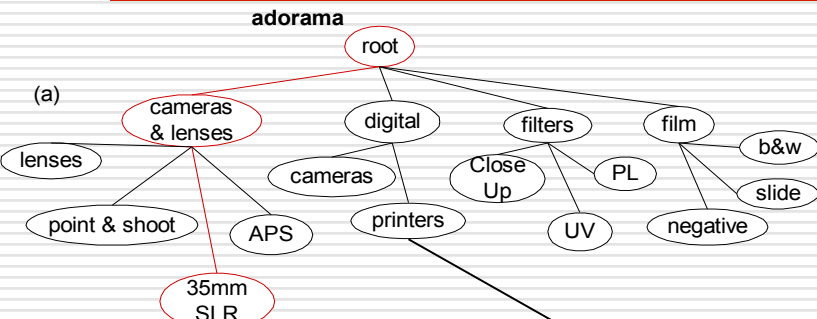 adorama
root
(a)
cameras
& lenses
digital
filters
film
b&w
lenses
cameras
Close
Up
PL
slide
point & shoot
APS
printers
UV
negative
35mm
SLR